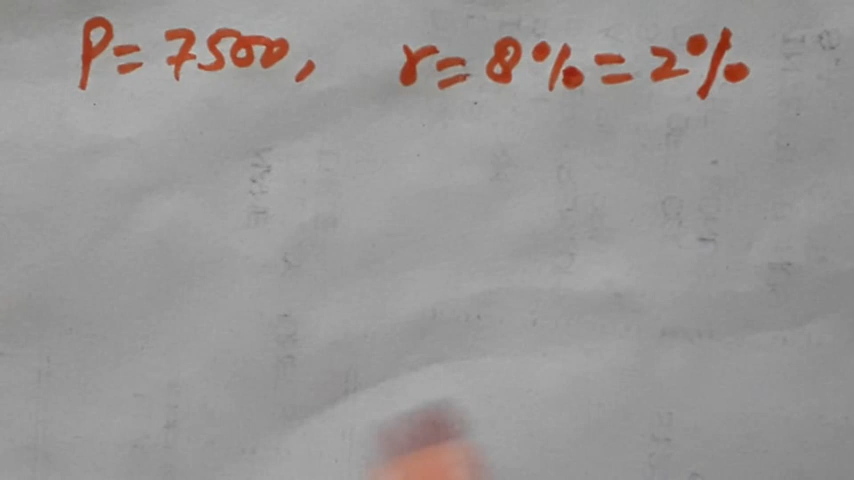 P = 7500, r = 8% = 2%